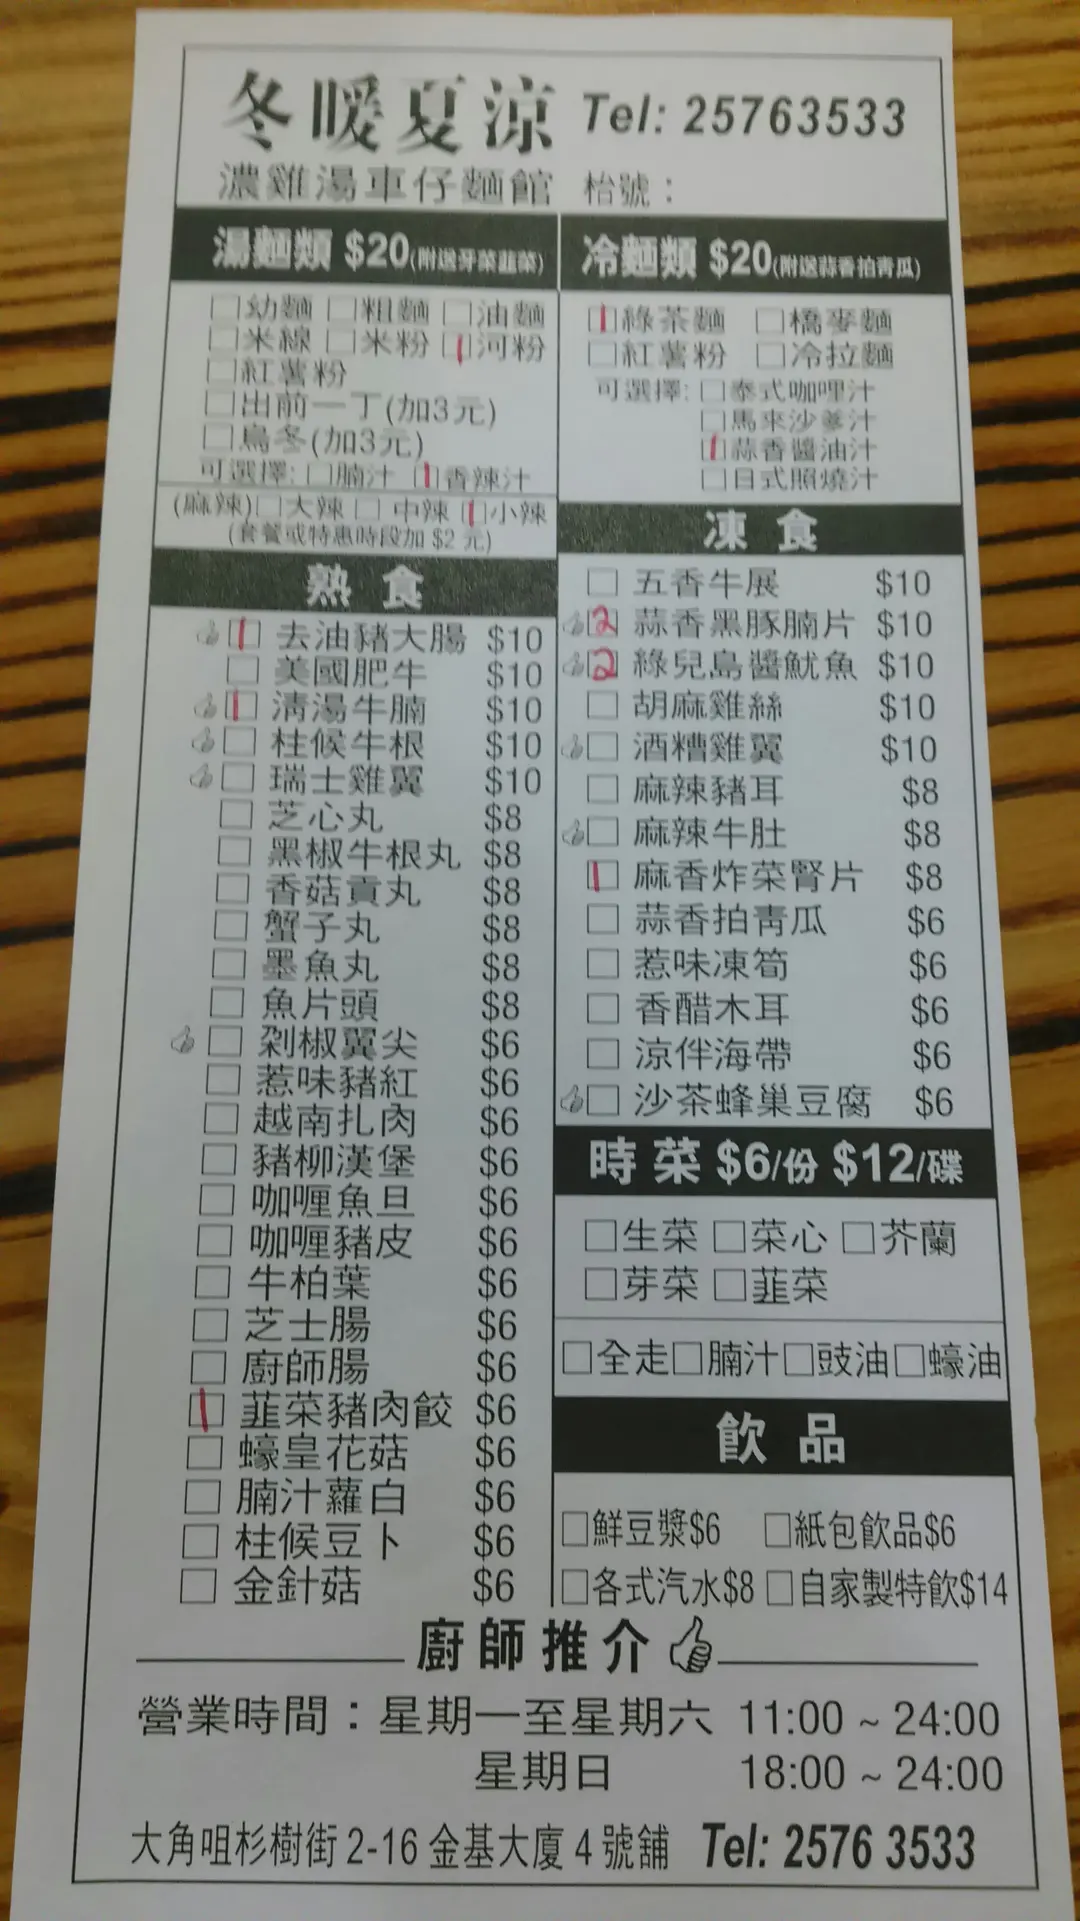 冬暖夏涼 Tel: 25763533
濃雞湯車仔麵館 枱號：
湯麵類 $20(附送芽菜韮菜)
□幼麵 □粗麵 □油麵
□米線 □米粉 □河粉
□紅薯粉
□出前一丁(加3元)
□烏冬(加3元)
可選擇: □腩汁 □香辣汁
(麻辣)□大辣 □ 中辣 □小辣
(套餐或特惠時段加 $2 元)
熟 食
1 去油豬大腸 $10
□ 美國肥牛 $10
1 清湯牛腩 $10
□ 柱候牛根 $10
□ 瑞士雞翼 $10
□ 芝心丸 $8
□ 黑椒牛根丸 $8
□ 香菇貢丸 $8
□ 蟹子丸 $8
□ 墨魚丸 $8
□ 魚片頭 $8
□ 剁椒翼尖 $6
□ 惹味豬紅 $6
□ 越南扎肉 $6
□ 豬柳漢堡 $6
□ 咖喱魚旦 $6
□ 咖喱豬皮 $6
□ 牛柏葉 $6
□ 芝士腸 $6
□ 廚師腸 $6
1 韮菜豬肉餃 $6
□ 蠔皇花菇 $6
□ 腩汁蘿白 $6
□ 柱候豆卜 $6
□ 金針菇 $6
冷麵類 $20(附送蒜香拍青瓜)
1 綠茶麵 □橋麥麵
□紅薯粉 □冷拉麵
可選擇: □泰式咖哩汁
□馬來沙爹汁
1 蒜香醬油汁
□日式照燒汁
凍 食
□ 五香牛展 $10
2 蒜香黑豚腩片 $10
2 綠兒島醬魷魚 $10
□ 胡麻雞絲 $10
□ 酒糟雞翼 $10
□ 麻辣豬耳 $8
□ 麻辣牛肚 $8
1 麻香炸菜腎片 $8
□ 蒜香拍青瓜 $6
□ 惹味凍筍 $6
□ 香醋木耳 $6
□ 涼伴海帶 $6
□ 沙茶蜂巢豆腐 $6
時 菜 $6/份 $12/碟
□生菜 □菜心 □芥蘭
□芽菜 □韮菜
□全走□腩汁□豉油□蠔油
飲 品
□鮮豆漿$6 □紙包飲品$6
□各式汽水$8 □自家製特飲$14
廚 師 推 介
營業時間：星期一至星期六 11:00 ~ 24:00
星期日 18:00 ~ 24:00
大角咀杉樹街 2-16 金基大廈 4 號舖 Tel: 2576 3533